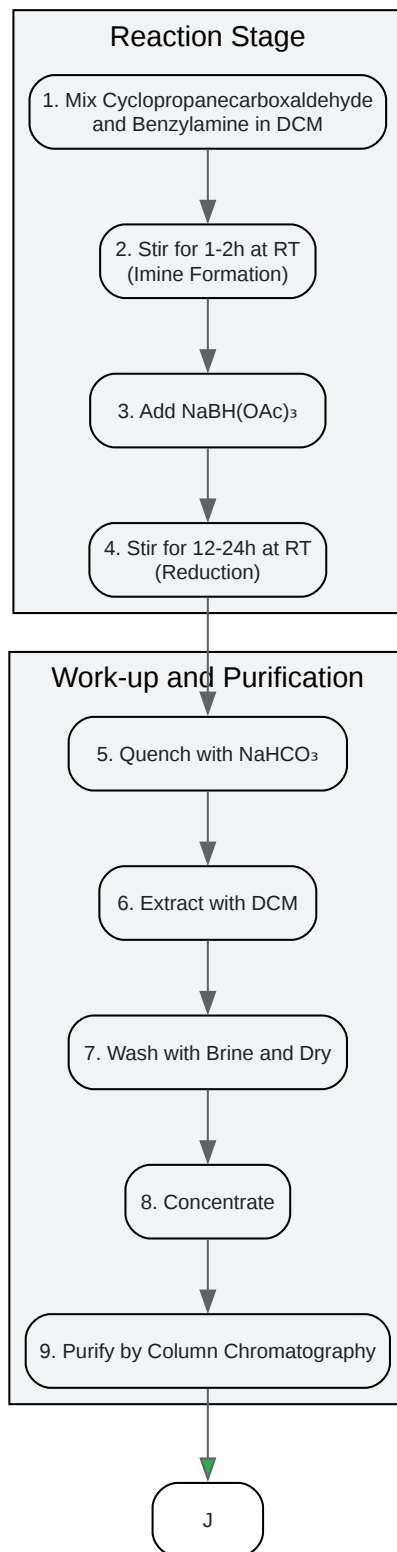 Reaction Stage
1. Mix Cyclopropanecarboxaldehyde
and Benzylamine in DCM
2. Stir for 1-2h at RT
(Imine Formation)
3. Add NaBH(OAc)₃
4. Stir for 12-24h at RT
(Reduction)
Work-up and Purification
5. Quench with NaHCO₃
6. Extract with DCM
7. Wash with Brine and Dry
8. Concentrate
9. Purify by Column Chromatography
J